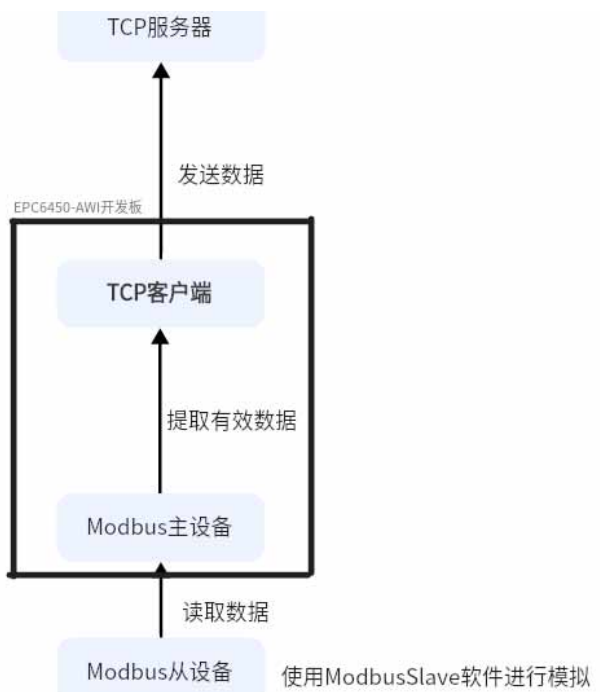 TCP服务器
发送数据
EPC6450-AWI开发板
TCP客户端
提取有效数据
Modbus主设备
读取数据
Modbus从设备
使用ModbusSlave软件进行模拟